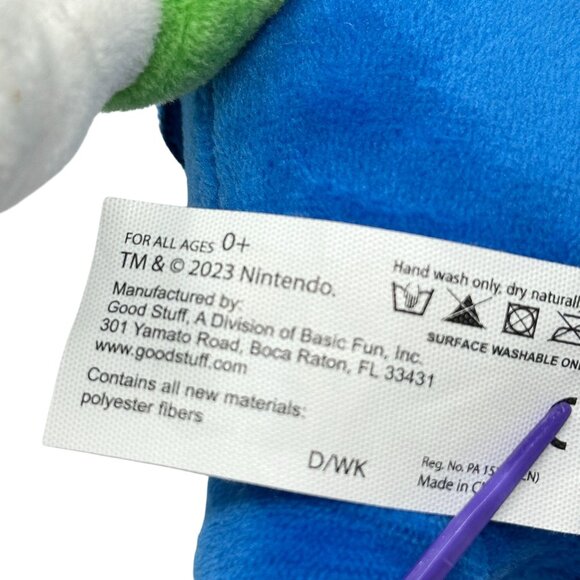 FOR ALL AGES 0+
TM & © 2023 Nintendo.
Manufactured by:
Good Stuff, A Division of Basic Fun, Inc.
301 Yamato Road, Boca Raton, FL 33431
www.goodstuff.com
Contains all new materials:
polyester fibers
D/WK
Hand wash only. dry naturally
SURFACE WASHABLE ONL
Reg. No. PA
Made in